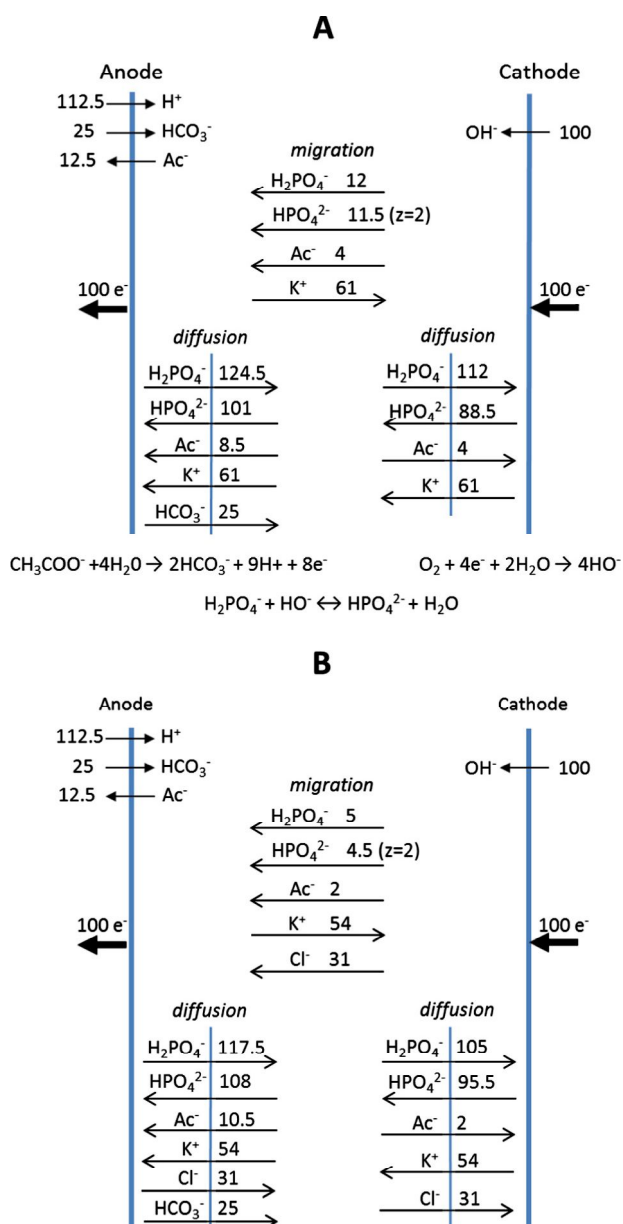 A
Anode Cathode
112.5 H⁺
25 HCO₃⁻ OH⁻ 100
12.5 Ac⁻
migration
H₂PO₄⁻ 12
HPO₄²⁻ 11.5 (z=2)
Ac⁻ 4
K⁺ 61
100 e⁻ 100 e⁻
diffusion diffusion
H₂PO₄⁻ 124.5 H₂PO₄⁻ 112
HPO₄²⁻ 101 HPO₄²⁻ 88.5
Ac⁻ 8.5 Ac⁻ 4
K⁺ 61 K⁺ 61
HCO₃⁻ 25
CH₃COO⁻ +4H₂0 → 2HCO₃⁻ + 9H+ + 8e⁻ O₂ + 4e⁻ + 2H₂O → 4HO⁻
H₂PO₄⁻ + HO⁻ ↔ HPO₄²⁻ + H₂O
B
Anode Cathode
112.5 H⁺
25 HCO₃⁻ OH⁻ 100
12.5 Ac⁻
migration
H₂PO₄⁻ 5
HPO₄²⁻ 4.5 (z=2)
Ac⁻ 2
K⁺ 54
100 e⁻ 100 e⁻
Cl⁻ 31
diffusion diffusion
H₂PO₄⁻ 117.5 H₂PO₄⁻ 105
HPO₄²⁻ 108 HPO₄²⁻ 95.5
Ac⁻ 10.5 Ac⁻ 2
K⁺ 54 K⁺ 54
Cl⁻ 31 Cl⁻ 31
HCO₃⁻ 25